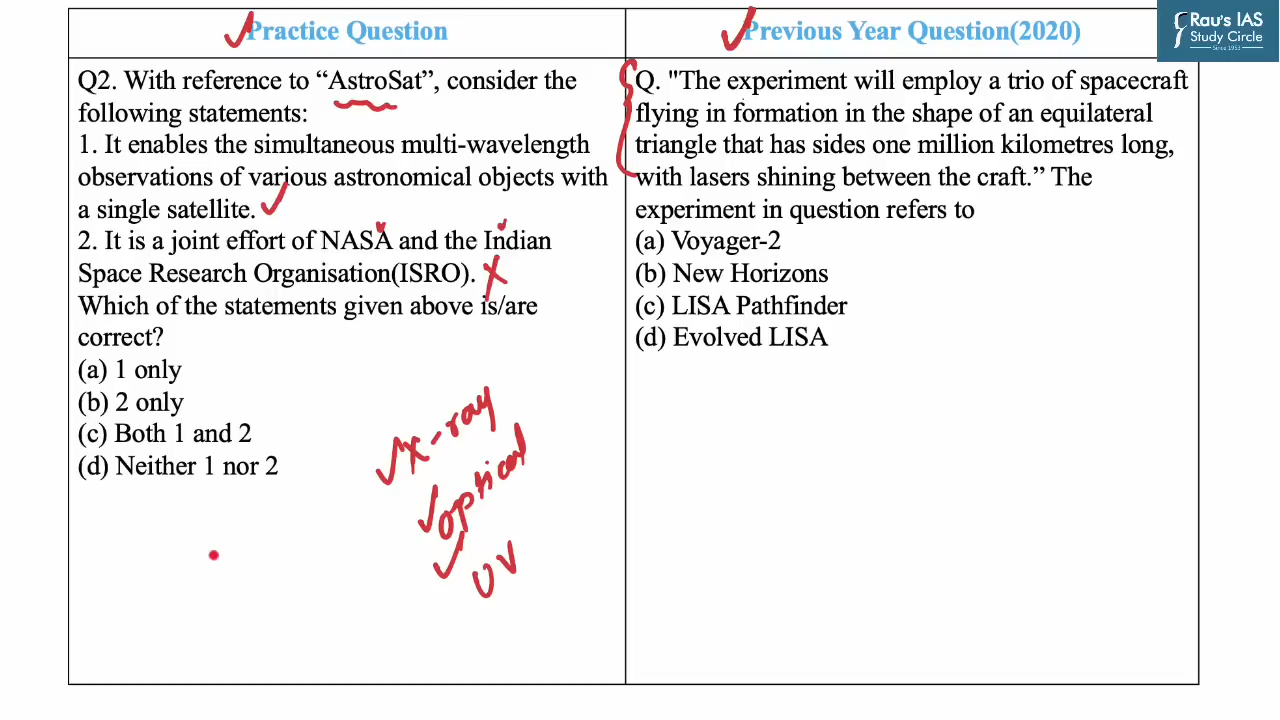 Practice Question
Q2. With reference to “AstroSat”, consider the
following statements:
1. It enables the simultaneous multi-wavelength
observations of various astronomical objects with
a single satellite.
2. It is a joint effort of NASA and the Indian
Space Research Organisation(ISRO).
Which of the statements given above is/are
correct?
(a) 1 only
(b) 2 only
(c) Both 1 and 2
(d) Neither 1 nor 2
X-ray
optical
UV
Previous Year Question(2020)
Q. "The experiment will employ a trio of spacecraft
flying in formation in the shape of an equilateral
triangle that has sides one million kilometres long,
with lasers shining between the craft.” The
experiment in question refers to
(a) Voyager-2
(b) New Horizons
(c) LISA Pathfinder
(d) Evolved LISA
Rau's IAS
Study Circle
Since 1953